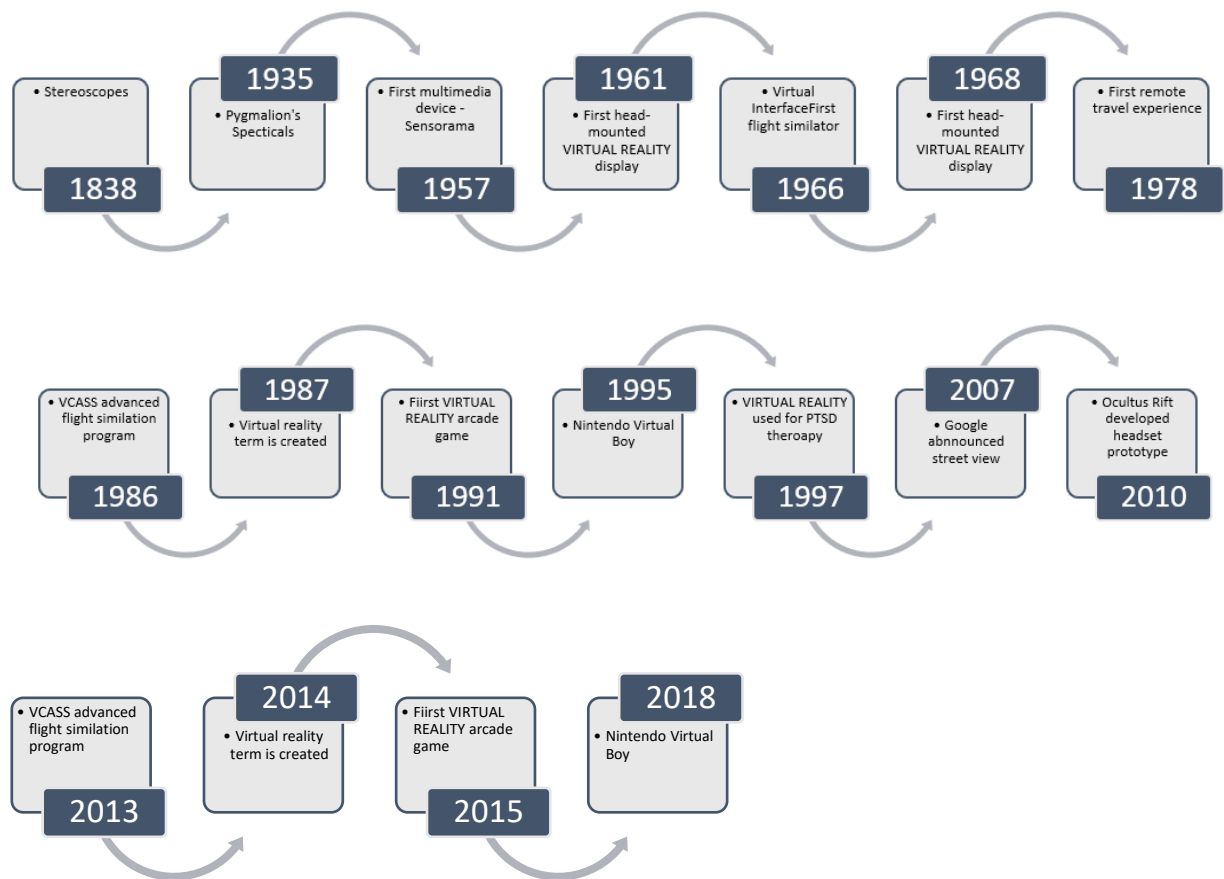 • Stereoscopes
1838
1935
• Pygmalion's
Specticals
• First multimedia
device -
Sensorama
1957
1961
• First head-
mounted
VIRTUAL REALITY
display
• Virtual
InterfaceFirst
flight similator
1966
1968
• First head-
mounted
VIRTUAL REALITY
display
• First remote
travel experience
1978
• VCASS advanced
flight similation
program
1986
1987
• Virtual reality
term is created
• Fiirst VIRTUAL
REALITY arcade
game
1991
1995
• Nintendo Virtual
Boy
• VIRTUAL REALITY
used for PTSD
theroapy
1997
2007
• Google
abnnounced
street view
• Ocultus Rift
developed
headset
prototype
2010
• VCASS advanced
flight similation
program
2013
2014
• Virtual reality
term is created
• Fiirst VIRTUAL
REALITY arcade
game
2015
2018
• Nintendo Virtual
Boy